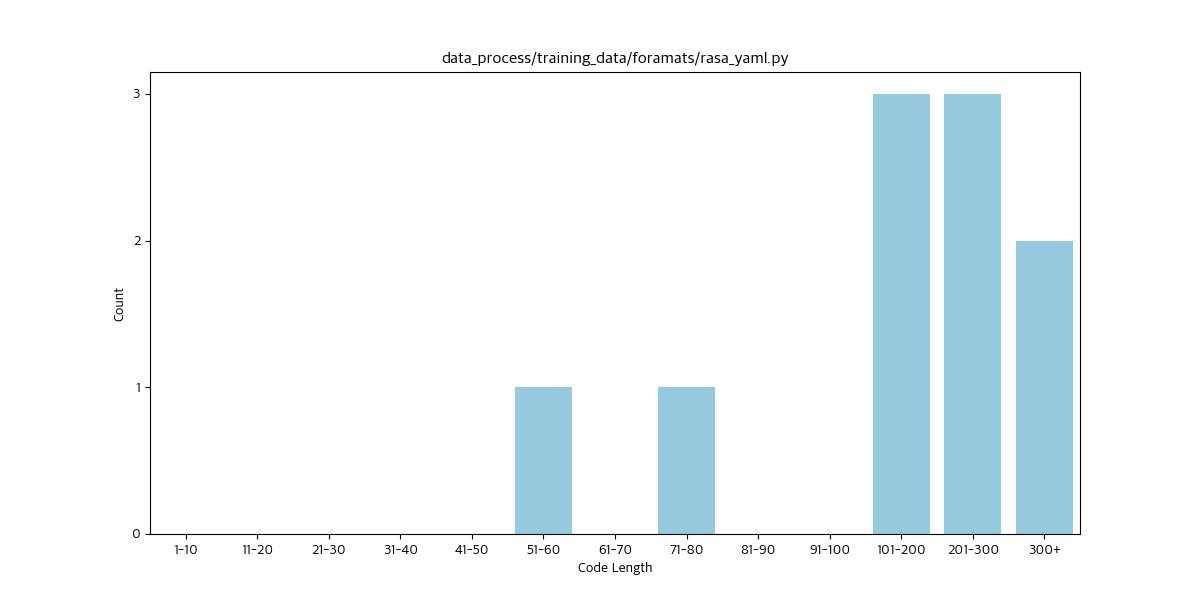 data_process/training_data/foramats/rasa_yaml.py
3
2
1
0
Count
1-10 11-20 21-30 31-40 41-50 51-60 61-70 71-80 81-90 91-100 101-200 201-300 300+
Code Length